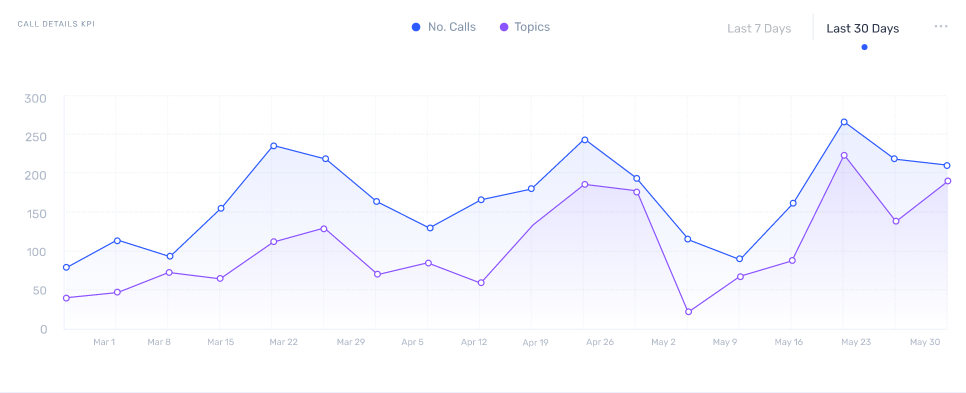 CALL DETAILS KPI
No. Calls
Topics
Last 7 Days
Last 30 Days
300
250
200
150
100
50
0
Mar 1
Mar 8
Mar 15
Mar 22
Mar 29
Apr 5
Apr 12
Apr 19
Apr 26
May 2
May 9
May 16
May 23
May 30